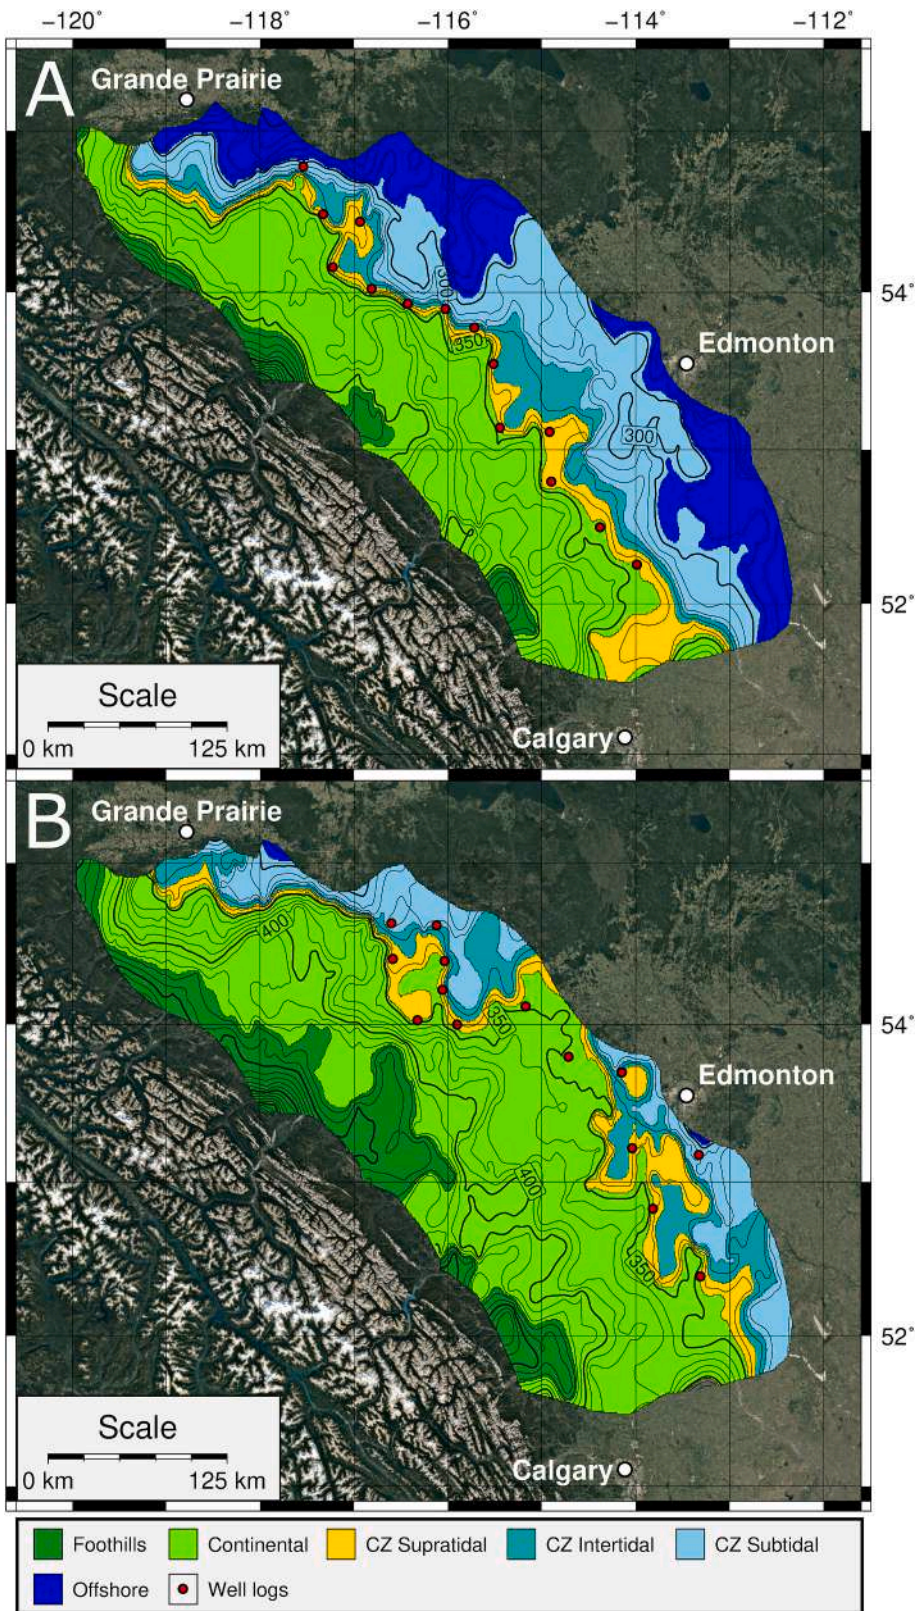 −120° −118° −116° −114° −112°
A
Grande Prairie
300
54°
350
Edmonton
300
52°
Scale
0 km 125 km
Calgary
B
Grande Prairie
400
350
54°
Edmonton
400
350
52°
Scale
0 km 125 km
Calgary
Foothills Continental CZ Supratidal CZ Intertidal CZ Subtidal
Offshore Well logs